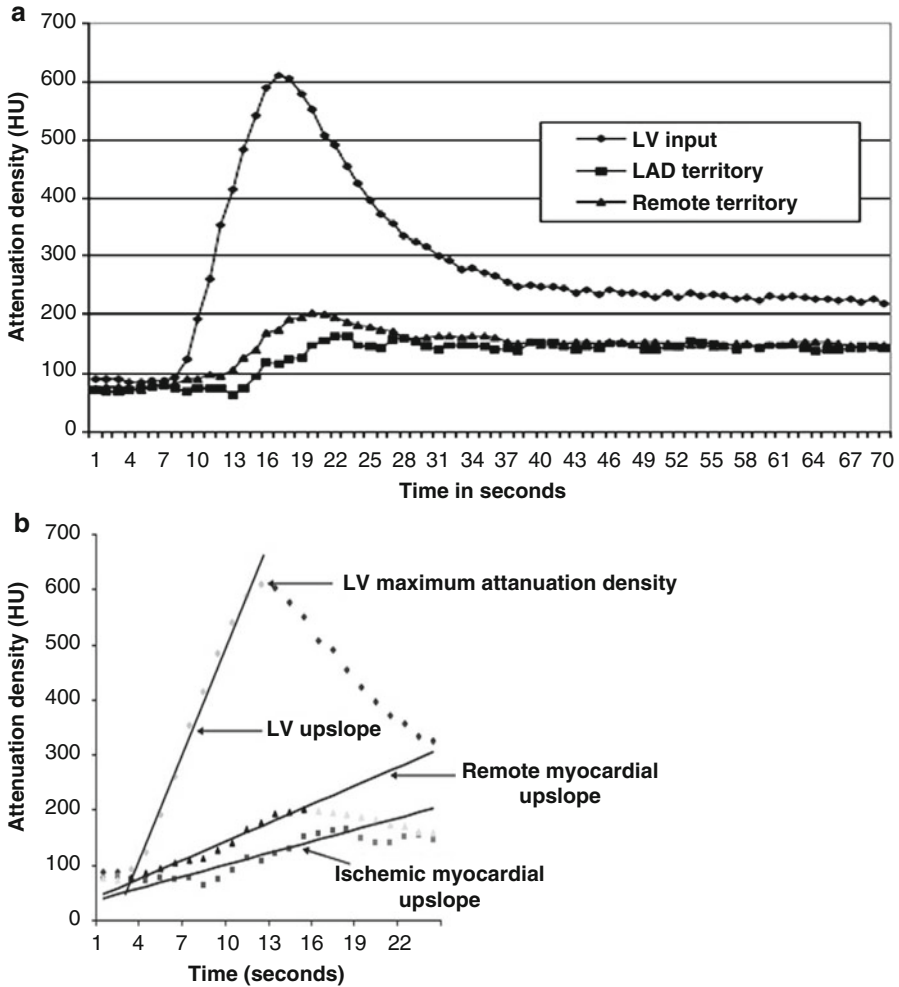 a
Attenuation density (HU)
700
600
500
400
300
200
100
0
LV input
LAD territory
Remote territory
1 4 7 10 13 16 19 22 25 28 31 34 37 40 43 46 49 52 55 58 61 64 67 70
Time in seconds
b
Attenuation density (HU)
700
600
500
400
300
200
100
0
LV maximum attanuation density
LV upslope
Remote myocardial
upslope
Ischemic myocardial
upslope
1 4 7 10 13 16 19 22
Time (seconds)